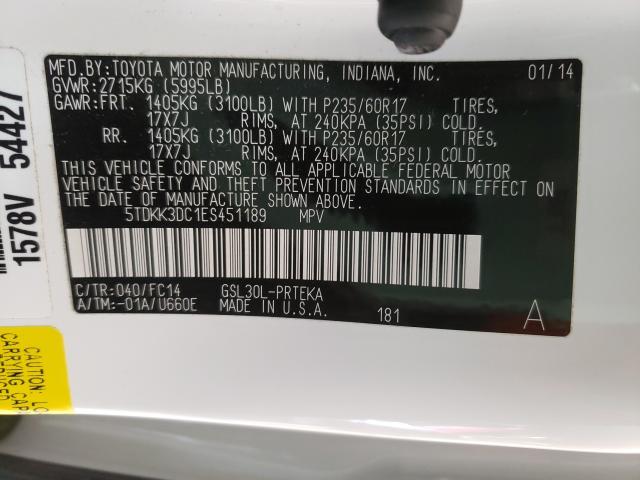 MFD.BY:TOYOTA MOTOR MANUFACTURING, INDIANA, INC. 01/14
GVWR:2715KG (5995LB)
GAWR:FRT. 1405KG (3100LB) WITH P235/60R17 TIRES,
17X7J RIMS, AT 240KPA (35PSI) COLD.
RR. 1405KG (3100LB) WITH P235/60R17 TIRES,
17X7J RIMS, AT 240KPA (35PSI) COLD.
THIS VEHICLE CONFORMS TO ALL APPLICABLE FEDERAL MOTOR
VEHICLE SAFETY AND THEFT PREVENTION STANDARDS IN EFFECT ON
THE DATE OF MANUFACTURE SHOWN ABOVE.
5TDKK3DC1ES451189 MPV
C/TR:040/FC14 GSL30L-PRTEKA
A/TM:-01A/U660E MADE IN U.S.A. 181 A
1578V 54427
CAUTION:
CARRYING